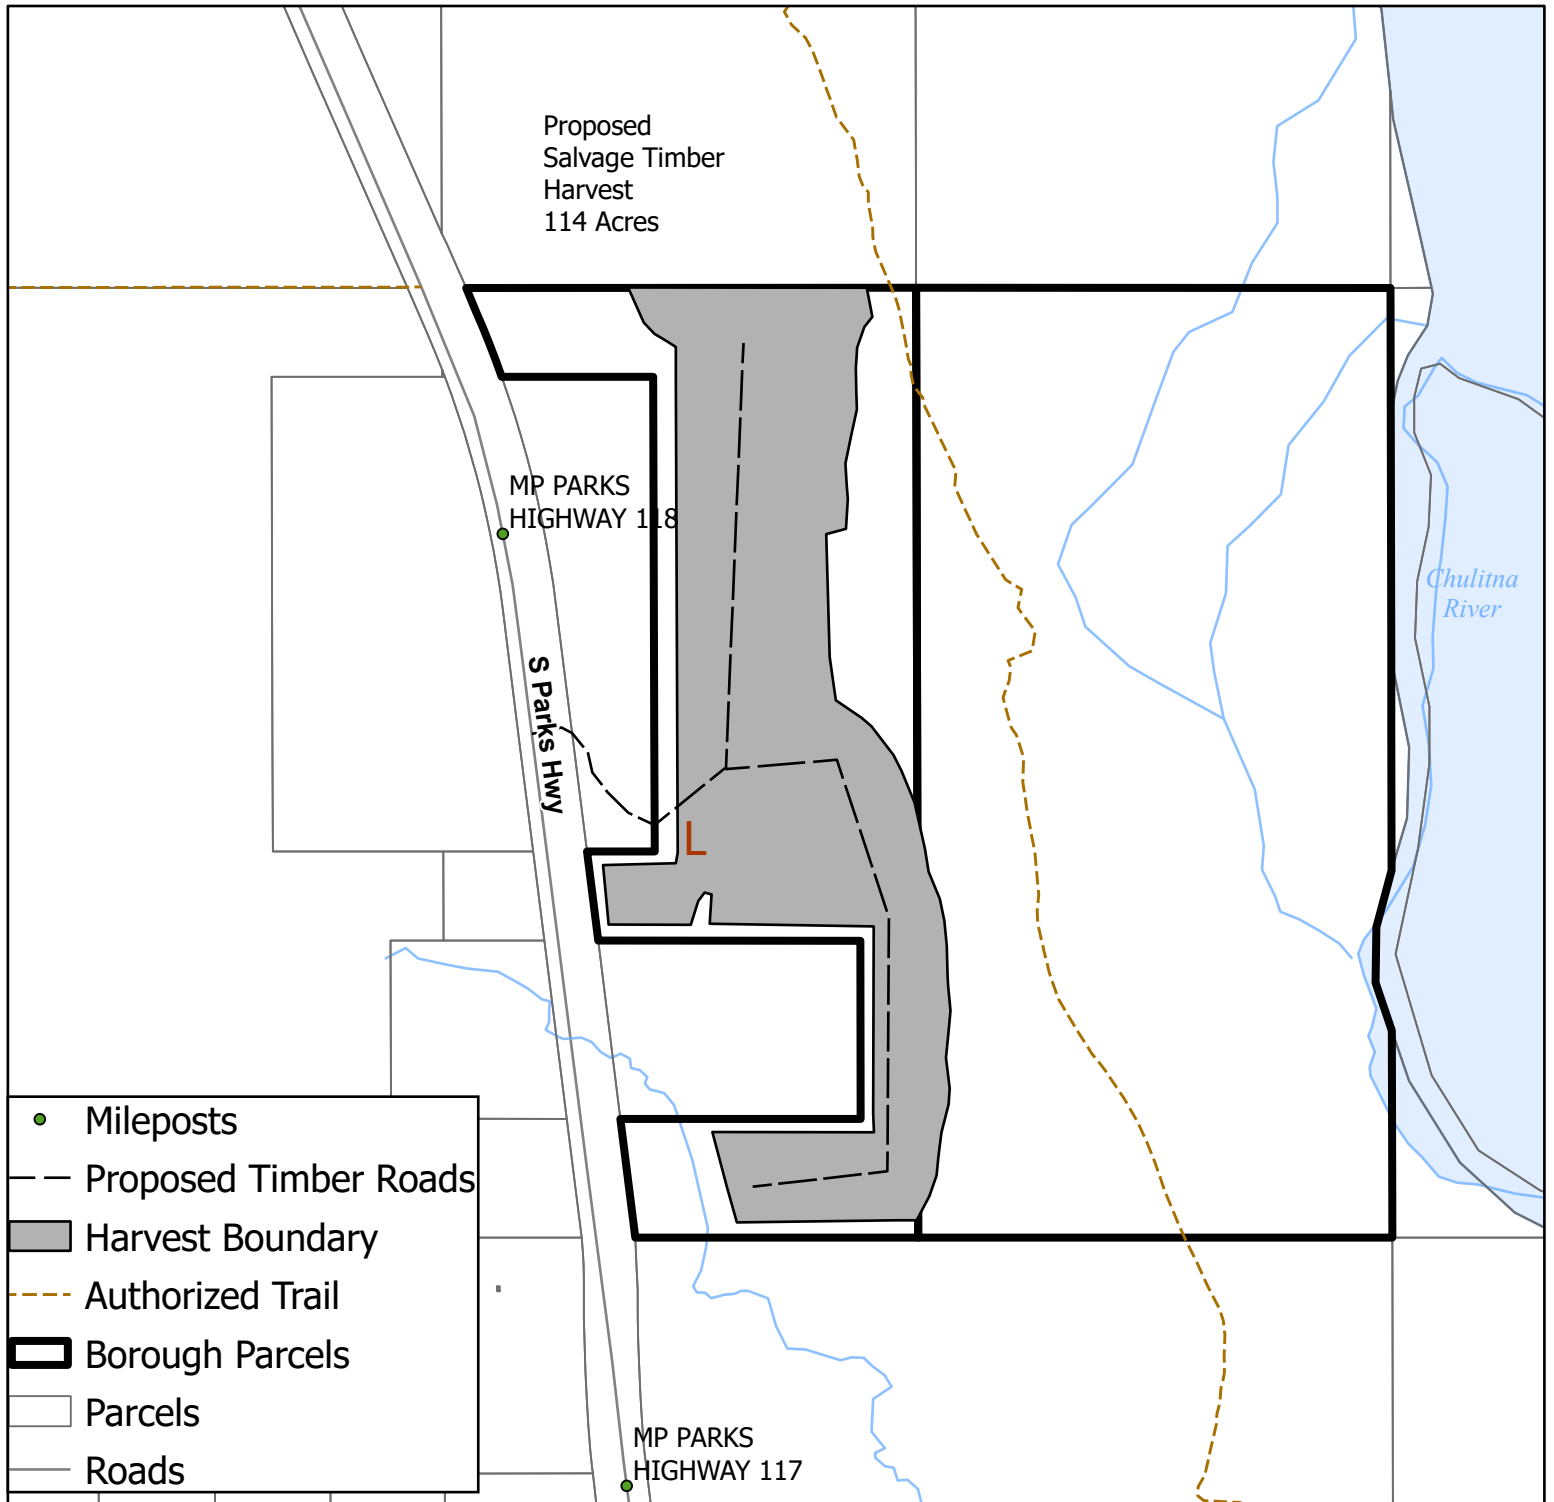 Proposed
Salvage Timber
Harvest
114 Acres
MP PARKS
HIGHWAY 118
Chulitna
River
S Parks Hwy
L
Mileposts
Proposed Timber Roads
Harvest Boundary
Authorized Trail
Borough Parcels
Parcels
Roads
MP PARKS
HIGHWAY 117